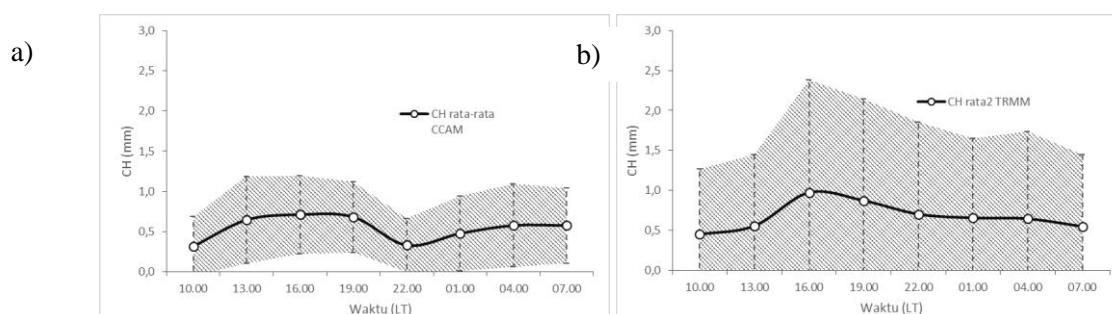 a)
3,0
2,5
2,0
1,5
1,0
0,5
0,0
CH (mm)
CH rata-rata
CCAM
10.00 13.00 16.00 19.00 22.00 01.00 04.00 07.00
Waktu (LT)
b)
3,0
2,5
2,0
1,5
1,0
0,5
0,0
CH (mm)
CH rata2 TRMM
10.00 13.00 16.00 19.00 22.00 01.00 04.00 07.00
Waktu (LT)